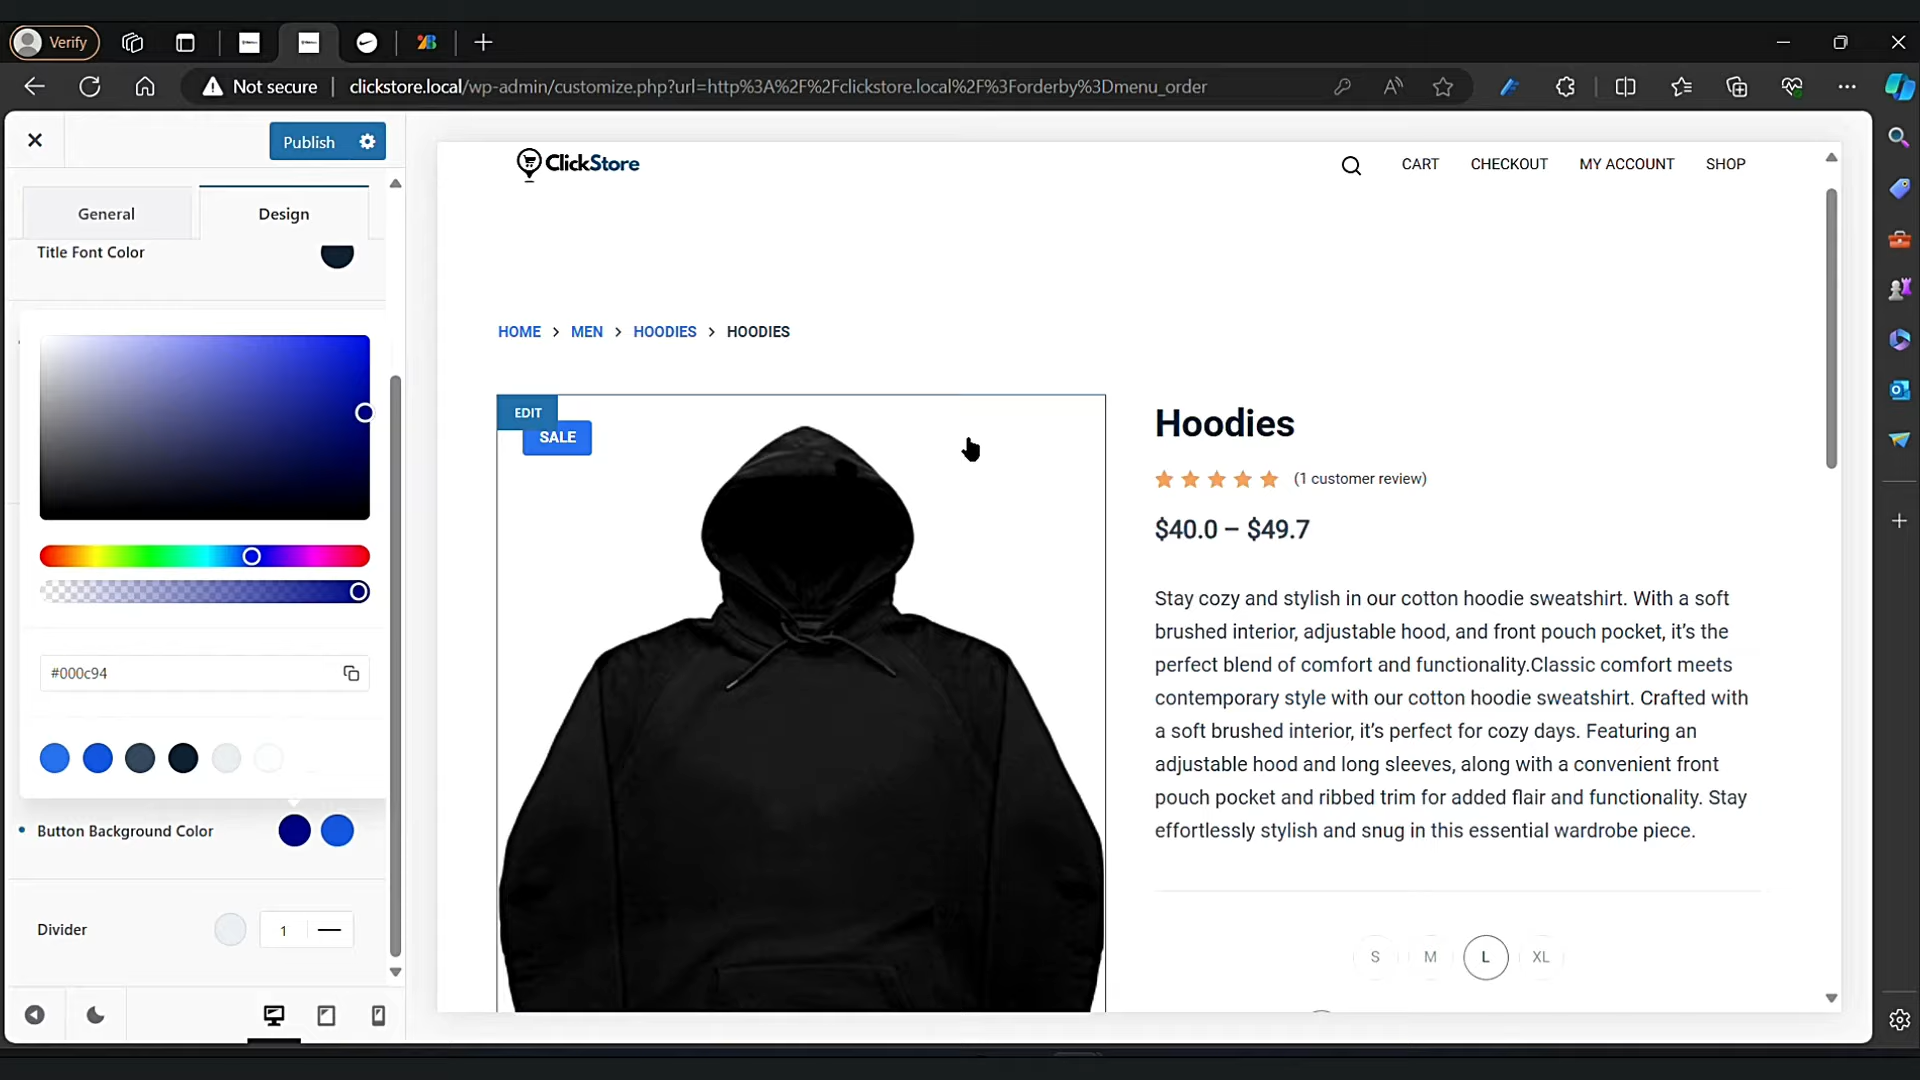 Verify
Not secure
clickstore.local/wp-admin/customize.php?url=http%3A%2F%2Fclickstore.local%2F%3Forderby%3Dmenu_order
Publish
General
Design
Title Font Color
#000c94
Button Background Color
Divider
1
ClickStore
CART
CHECKOUT
MY ACCOUNT
SHOP
HOME > MEN > HOODIES > HOODIES
EDIT
SALE
Hoodies
(1 customer review)
$40.0 – $49.7
Stay cozy and stylish in our cotton hoodie sweatshirt. With a soft
brushed interior, adjustable hood, and front pouch pocket, it’s the
perfect blend of comfort and functionality.Classic comfort meets
contemporary style with our cotton hoodie sweatshirt. Crafted with
a soft brushed interior, it’s perfect for cozy days. Featuring an
adjustable hood and long sleeves, along with a convenient front
pouch pocket and ribbed trim for added flair and functionality. Stay
effortlessly stylish and snug in this essential wardrobe piece.
S
M
L
XL